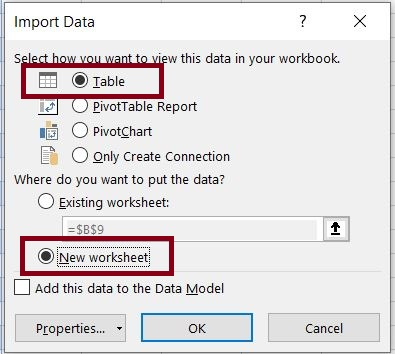 Import Data ? ×
Select how you want to view this data in your workbook.
Table
PivotTable Report
PivotChart
Only Create Connection
Where do you want to put the data?
Existing worksheet:
=$B$9
New worksheet
Add this data to the Data Model
Properties...
OK
Cancel